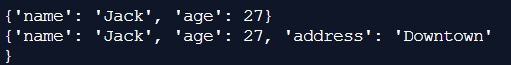 {'name': 'Jack', 'age': 27}
{'name': 'Jack', 'age': 27, 'address': 'Downtown'
}